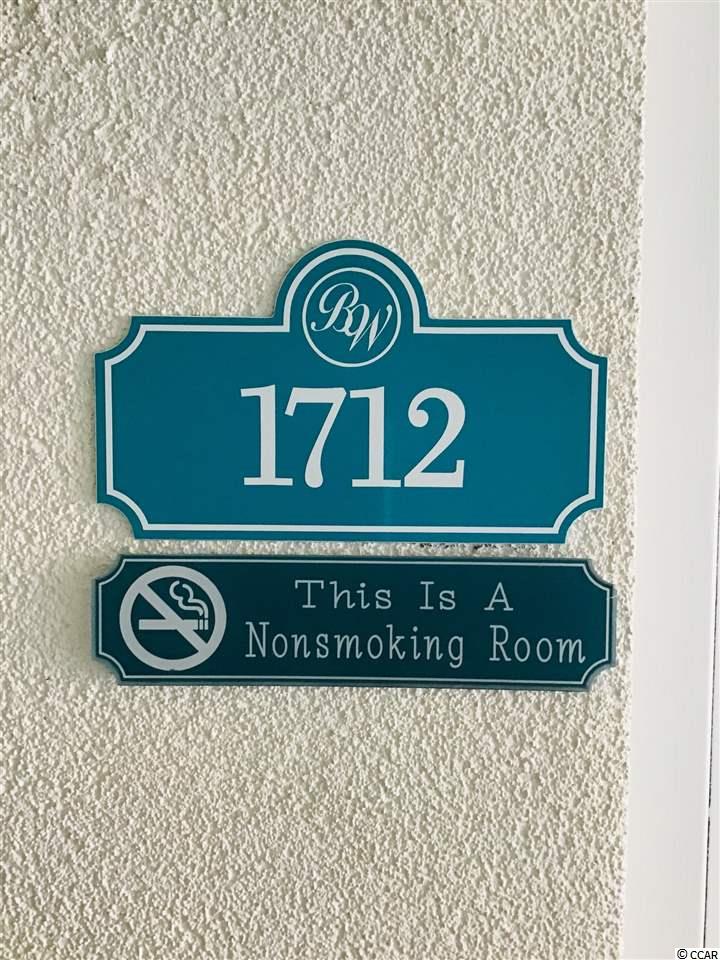 BW
1712
This Is A
Nonsmoking Room
© CCAR